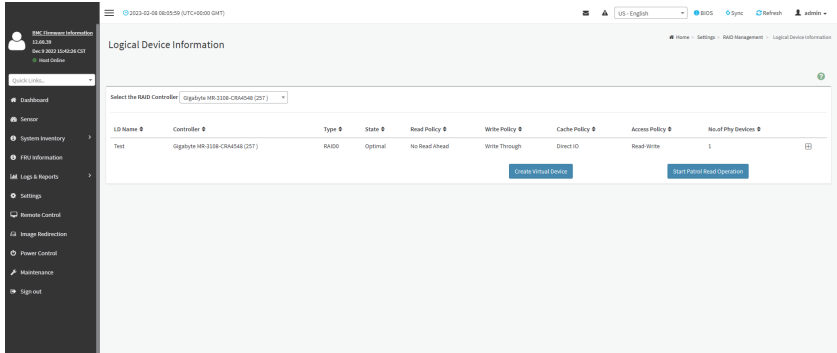 BMC Firmware Information
12.60.39
Dec 9 2022 15:43:26 CST
Host Online
Quick Links...
Dashboard
Sensor
System Inventory
FRU Information
Logs & Reports
Settings
Remote Control
Image Redirection
Power Control
Maintenance
Sign out
2023-02-08 08:05:59 (UTC+00:00 GMT)
US - English
BIOS
Sync
Refresh
admin
Logical Device Information
Home > Settings > RAID Management > Logical Device Information
Select the RAID Controller Gigabyte MR-3108-CRA4548 (257 )
LD Name Controller Type State Read Policy Write Policy Cache Policy Access Policy No.of Phy Devices
Test Gigabyte MR-3108-CRA4548 (257 ) RAID0 Optimal No Read Ahead Write Through Direct IO Read-Write 1
Create Virtual Device
Start Patrol Read Operation